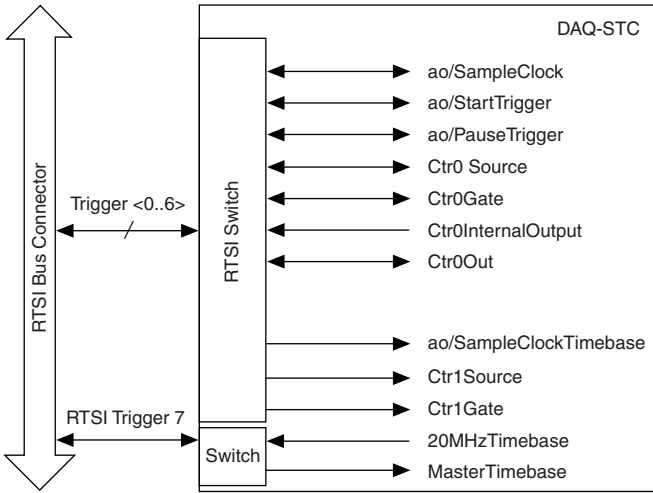 DAQ-STC
RTSI Bus Connector
Trigger <0..6>
RTSI Switch
ao/SampleClock
ao/StartTrigger
ao/PauseTrigger
Ctr0 Source
Ctr0Gate
Ctr0InternalOutput
Ctr0Out
ao/SampleClockTimebase
Ctr1Source
Ctr1Gate
RTSI Trigger 7
Switch
20MHzTimebase
MasterTimebase